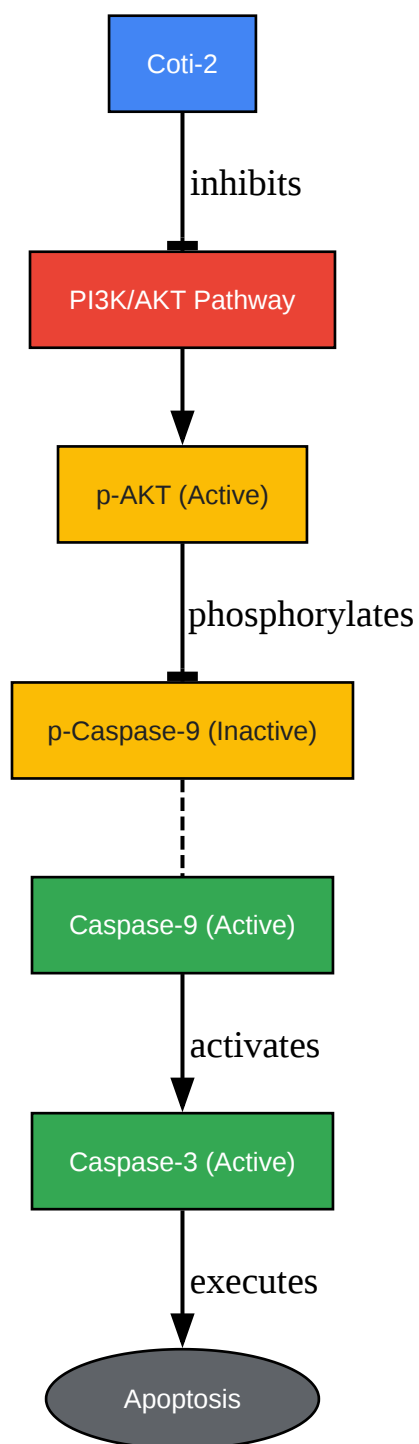 Coti-2
inhibits
PI3K/AKT Pathway
p-AKT (Active)
phosphorylates
p-Caspase-9 (Inactive)
Caspase-9 (Active)
activates
Caspase-3 (Active)
executes
Apoptosis